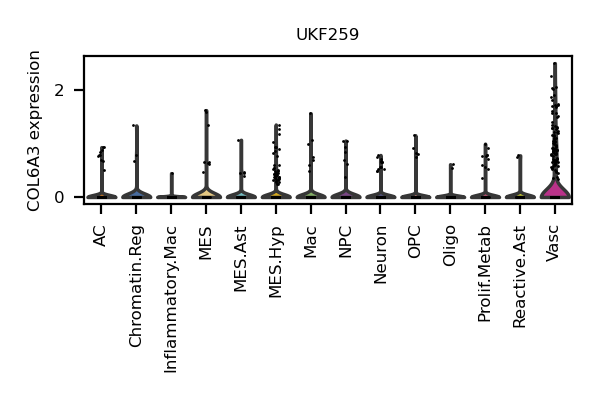 UKF259
COL6A3 expression
2
0
AC
Chromatin.Reg
Inflammatory.Mac
MES
MES.Ast
MES.Hyp
Mac
NPC
Neuron
OPC
Oligo
Prolif.Metab
Reactive.Ast
Vasc